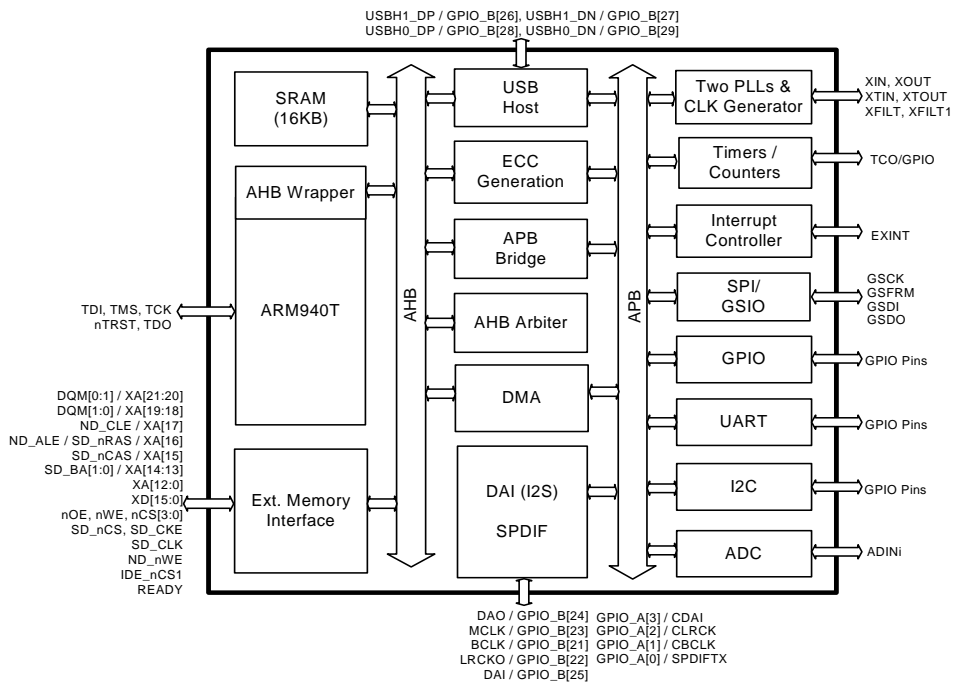 USBH1_DP / GPIO_B[26], USBH1_DN / GPIO_B[27]
USBH0_DP / GPIO_B[28], USBH0_DN / GPIO_B[29]
SRAM
(16KB)
AHB Wrapper
ARM940T
TDI, TMS, TCK
nTRST, TDO
DQM[0:1] / XA[21:20]
DQM[1:0] / XA[19:18]
ND_CLE / XA[17]
ND_ALE / SD_nRAS / XA[16]
SD_nCAS / XA[15]
SD_BA[1:0] / XA[14:13]
XA[12:0]
XD[15:0]
nOE, nWE, nCS[3:0]
SD_nCS, SD_CKE
SD_CLK
ND_nWE
IDE_nCS1
READY
Ext. Memory
Interface
AHB
USB
Host
ECC
Generation
APB
Bridge
AHB Arbiter
DMA
DAI (I2S)
SPDIF
APB
Two PLLs &
CLK Generator
XIN, XOUT
XTIN, XTOUT
XFILT, XFILT1
Timers /
Counters
TCO/GPIO
Interrupt
Controller
EXINT
SPI/
GSIO
GSCK
GSFRM
GSDI
GSDO
GPIO
GPIO Pins
UART
GPIO Pins
I2C
GPIO Pins
ADC
ADINi
DAO / GPIO_B[24]
MCLK / GPIO_B[23]
BCLK / GPIO_B[21]
LRCKO / GPIO_B[22]
DAI / GPIO_B[25]
GPIO_A[3] / CDAI
GPIO_A[2] / CLRCK
GPIO_A[1] / CBCLK
GPIO_A[0] / SPDIFTX